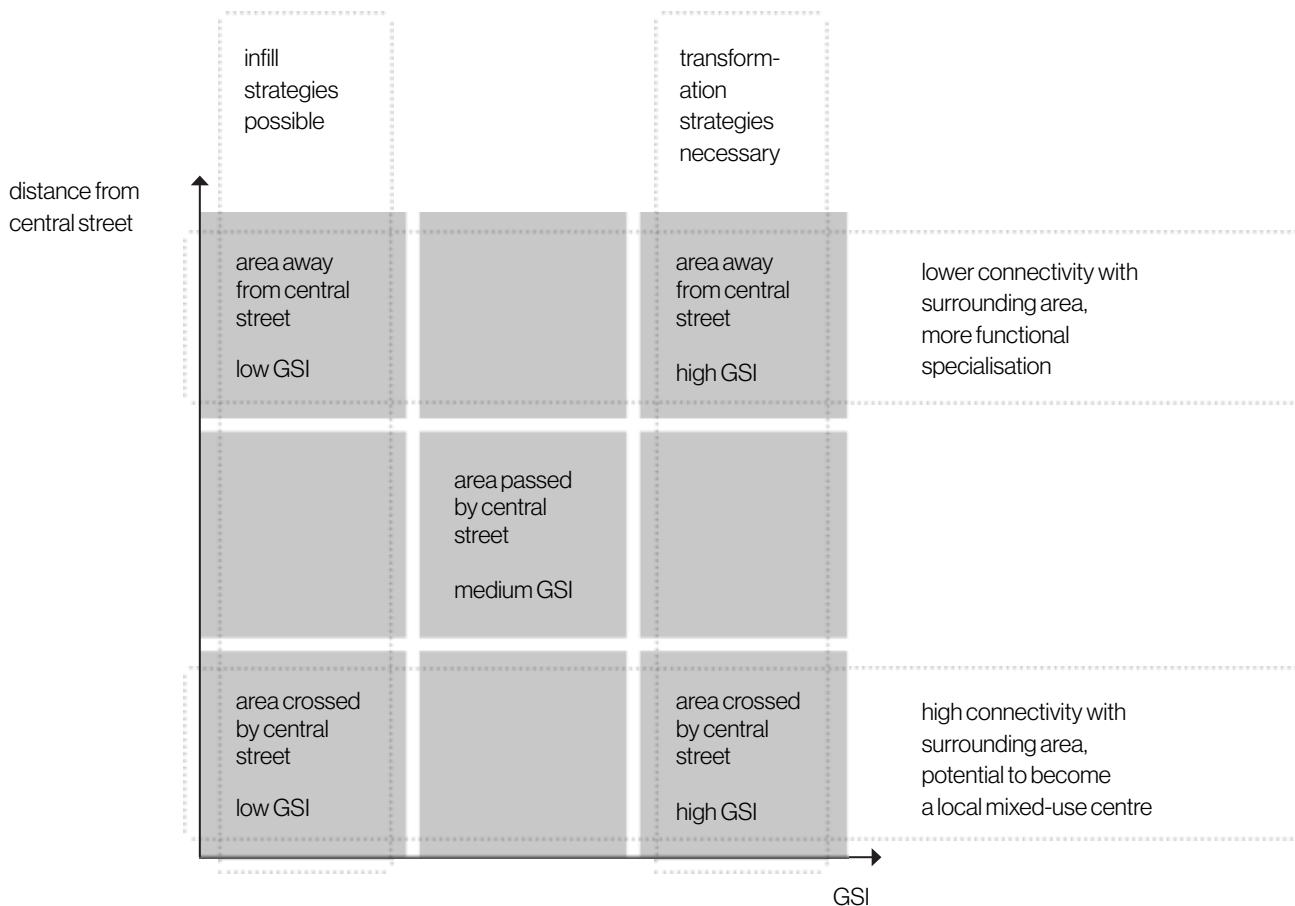 infill
strategies
possible
transform-
ation
strategies
necessary
distance from
central street
area away
from central
street
low GSI
area away
from central
street
high GSI
lower connectivity with
surrounding area,
more functional
specialisation
area passed
by central
street
medium GSI
area crossed
by central
street
low GSI
area crossed
by central
street
high GSI
high connectivity with
surrounding area,
potential to become
a local mixed-use centre
GSI